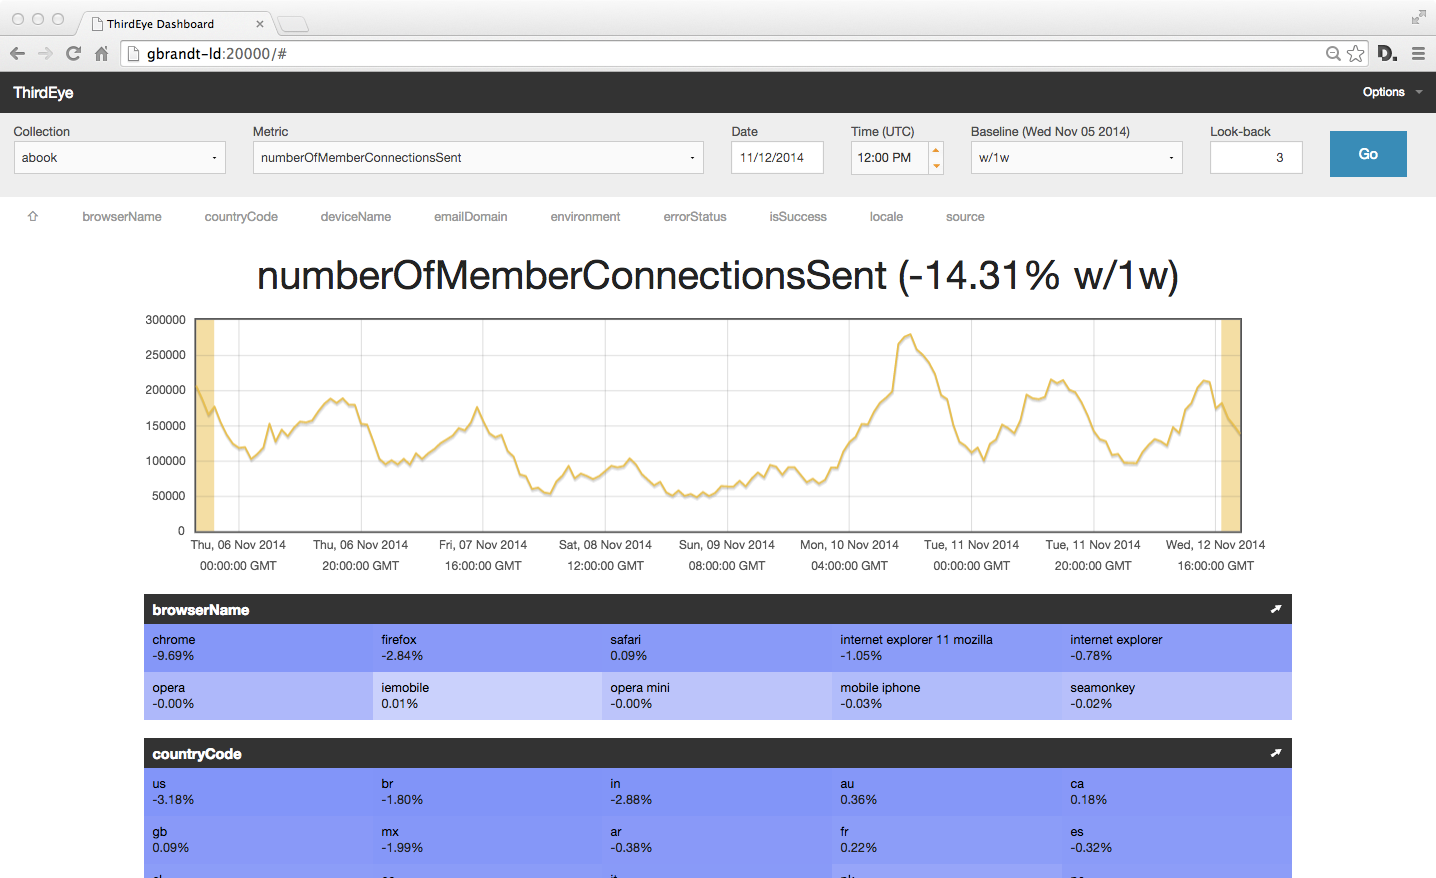 ThirdEye Dashboard
gbrandt-ld:20000/#
D.
ThirdEye
Options
Collection
Metric
Date
Time (UTC)
Baseline (Wed Nov 05 2014)
Look-back
abook
numberOfMemberConnectionsSent
11/12/2014
12:00 PM
w/1w
3
Go
browserName countryCode deviceName emailDomain environment errorStatus isSuccess locale source
numberOfMemberConnectionsSent (-14.31% w/1w)
300000
250000
200000
150000
100000
50000
0
Thu, 06 Nov 2014 Thu, 06 Nov 2014 Fri, 07 Nov 2014 Sat, 08 Nov 2014 Sun, 09 Nov 2014 Mon, 10 Nov 2014 Tue, 11 Nov 2014 Tue, 11 Nov 2014 Wed, 12 Nov 2014
00:00:00 GMT 20:00:00 GMT 16:00:00 GMT 12:00:00 GMT 08:00:00 GMT 04:00:00 GMT 00:00:00 GMT 20:00:00 GMT 16:00:00 GMT
browserName
chrome firefox safari internet explorer 11 mozilla internet explorer
-9.69% -2.84% 0.09% -1.05% -0.78%
opera iemobile opera mini mobile iphone seamonkey
-0.00% 0.01% -0.00% -0.03% -0.02%
countryCode
us br in au ca
-3.18% -1.80% -2.88% 0.36% 0.18%
gb mx ar fr es
0.09% -1.99% -0.38% 0.22% -0.32%